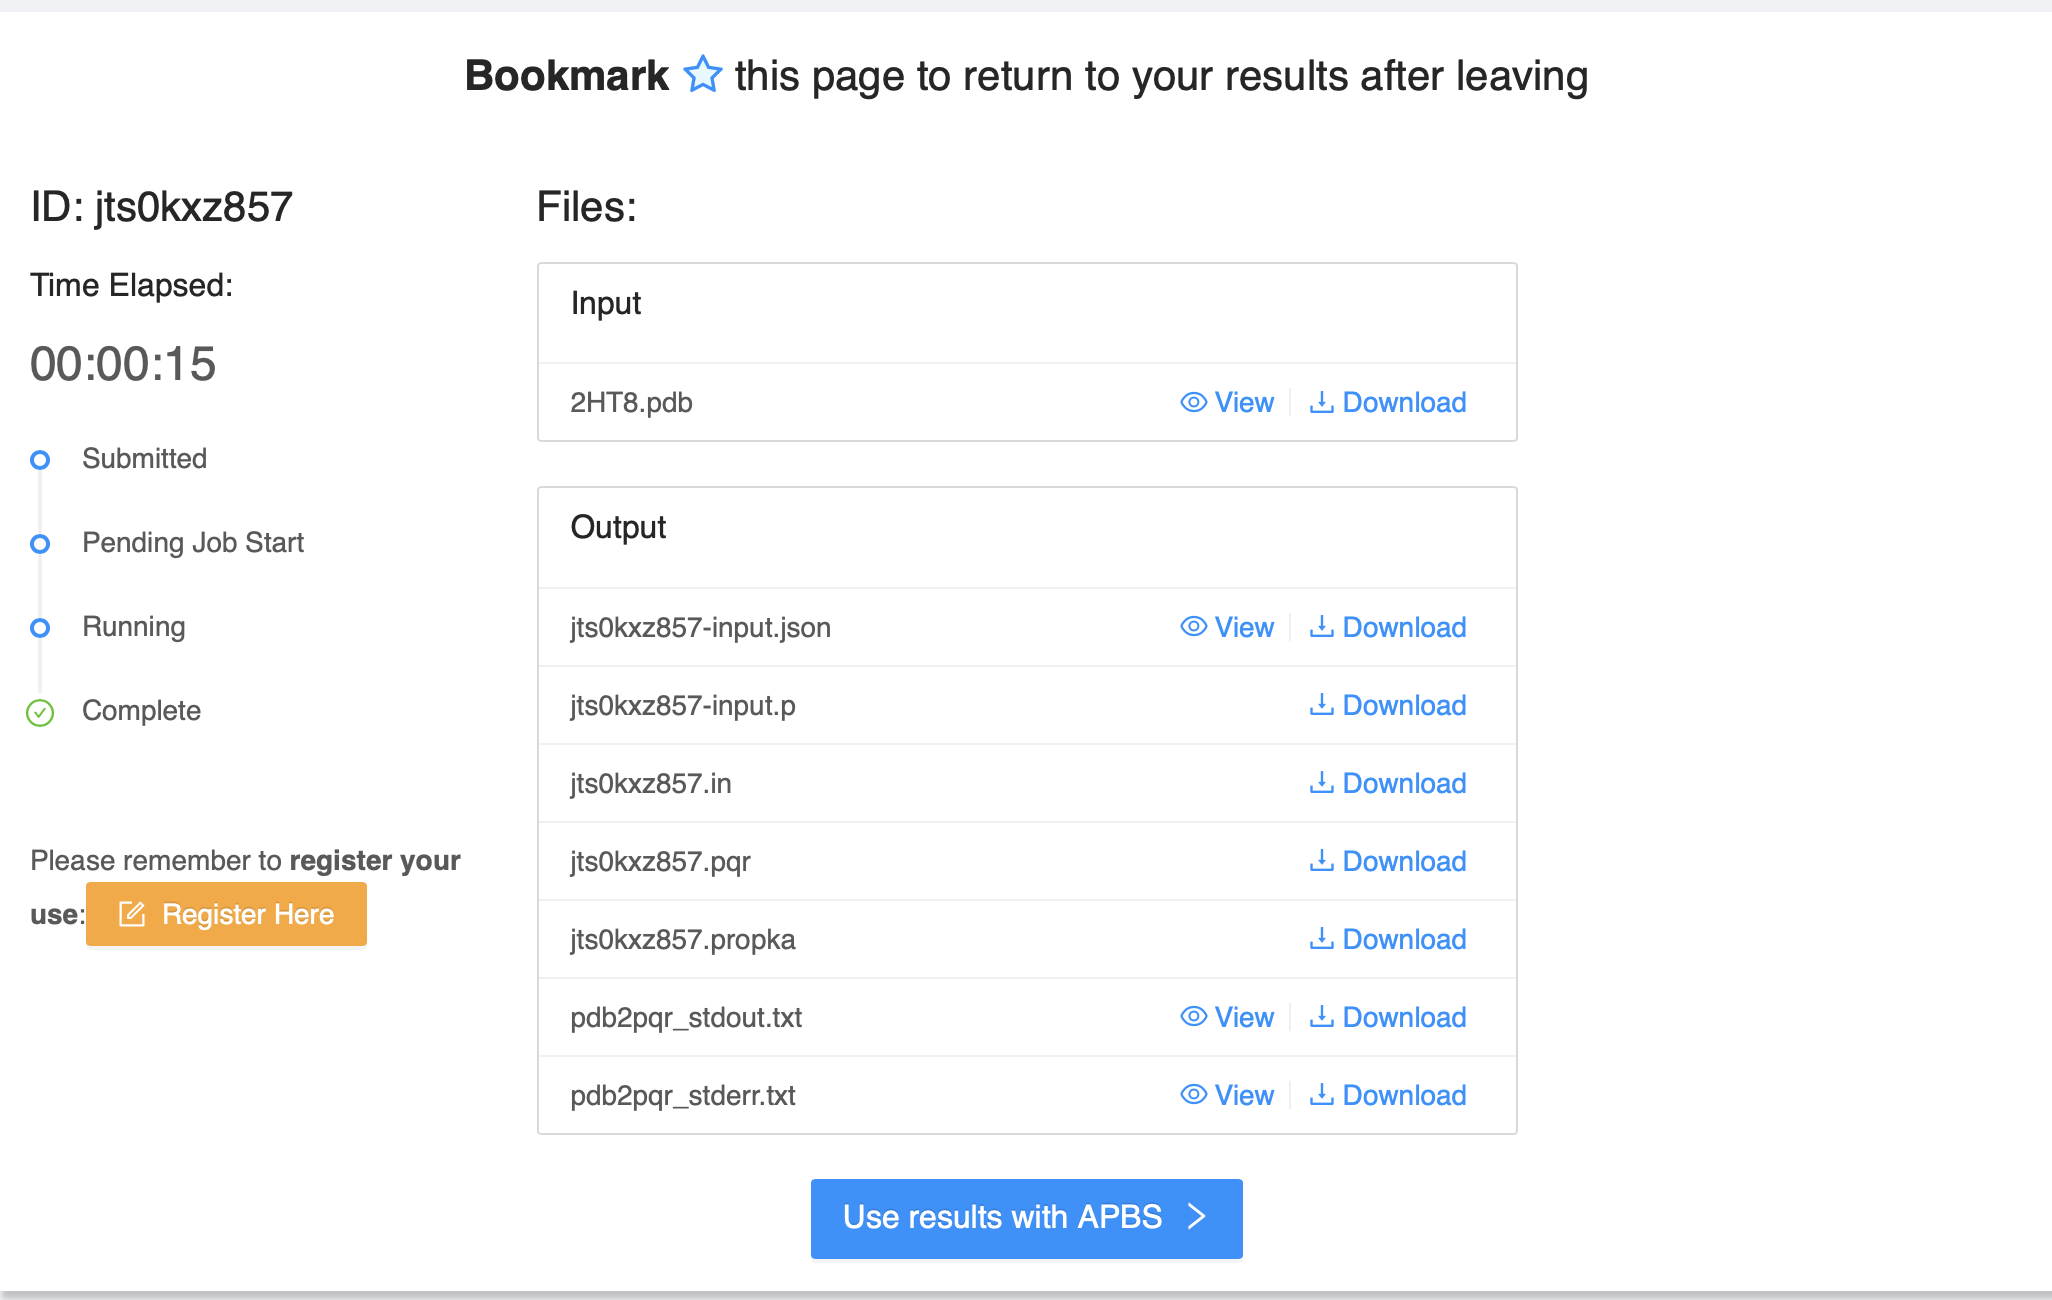 Bookmark this page to return to your results after leaving
ID: jts0kxz857
Time Elapsed:
00:00:15
Submitted
Pending Job Start
Running
Complete
Please remember to register your
use:
Register Here
Files:
Input
2HT8.pdb View Download
Output
jts0kxz857-input.json View Download
jts0kxz857-input.p Download
jts0kxz857.in Download
jts0kxz857.pqr Download
jts0kxz857.propka Download
pdb2pqr_stdout.txt View Download
pdb2pqr_stderr.txt View Download
Use results with APBS